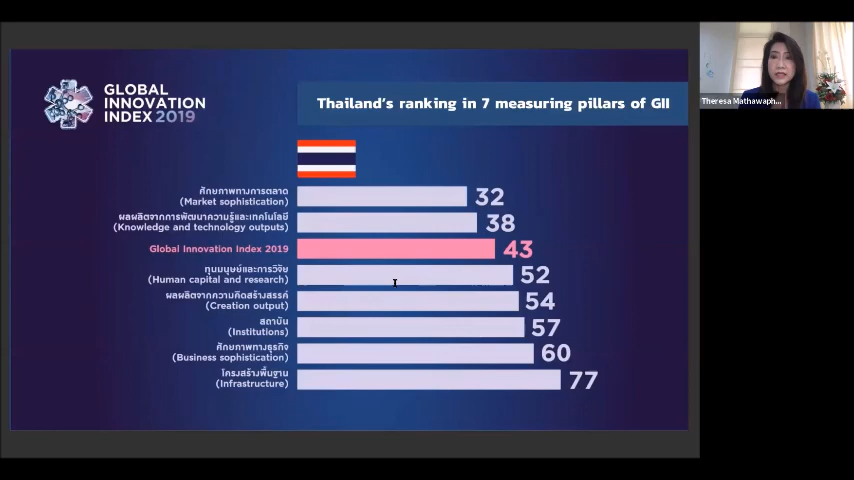 GLOBAL
INNOVATION
INDEX 2019
Thailand's ranking in 7 measuring pillars of GII
ศักยภาพทางการตลาด
(Market sophistication)
32
ผลผลิตจากการพัฒนาความรู้และเทคโนโลยี
(Knowledge and technology outputs)
38
Global Innovation Index 2019
43
ทุนมนุษย์และการวิจัย
(Human capital and research)
52
ผลผลิตจากความคิดสร้างสรรค์
(Creation output)
54
สถาบัน
(Institutions)
57
ศักยภาพทางธุรกิจ
(Business sophistication)
60
โครงสร้างพื้นฐาน
(Infrastructure)
77
Theresa Mathawaph...